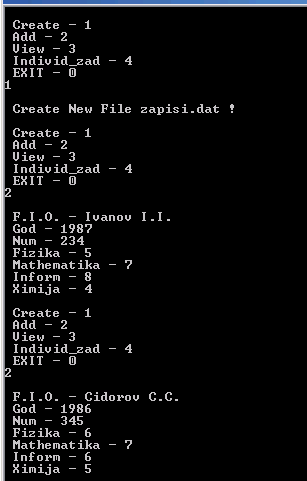 Create - 1
Add - 2
View - 3
Individ_zad - 4
EXIT - 0
1
Create New File zapisi.dat !
Create - 1
Add - 2
View - 3
Individ_zad - 4
EXIT - 0
2
F.I.O. - Ivanov I.I.
God - 1987
Num - 234
Fizika - 5
Mathematika - 7
Inform - 8
Ximija - 4
Create - 1
Add - 2
View - 3
Individ_zad - 4
EXIT - 0
2
F.I.O. - Cidorov C.C.
God - 1986
Num - 345
Fizika - 6
Mathematika - 7
Inform - 6
Ximija - 5